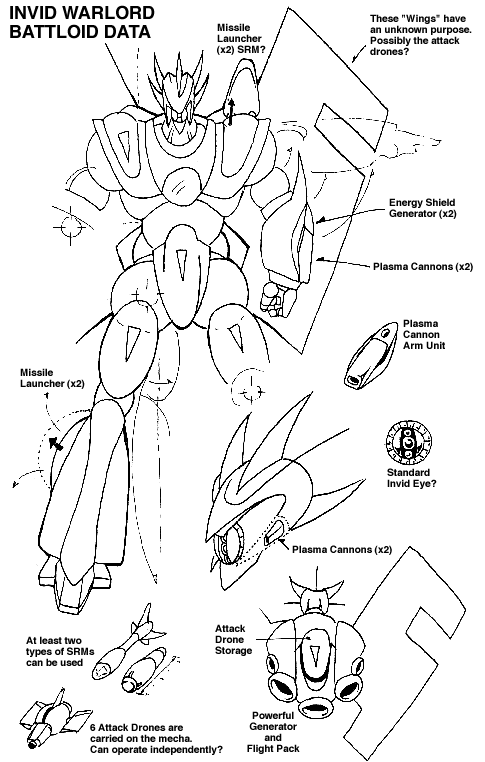 INVID WARLORD
BATTLOID DATA
Missile
Launcher
(x2) SRM?
These "Wings" have
an unknown purpose.
Possibly the attack
drones?
Energy Shield
Generator (x2)
Plasma Cannons (x2)
Plasma
Cannon
Arm Unit
Missile
Launcher (x2)
Standard
Invid Eye?
Plasma Cannons (x2)
At least two
types of SRMs
can be used
Attack
Drone
Storage
6 Attack Drones are
carried on the mecha.
Can operate independently?
Powerful
Generator
and
Flight Pack